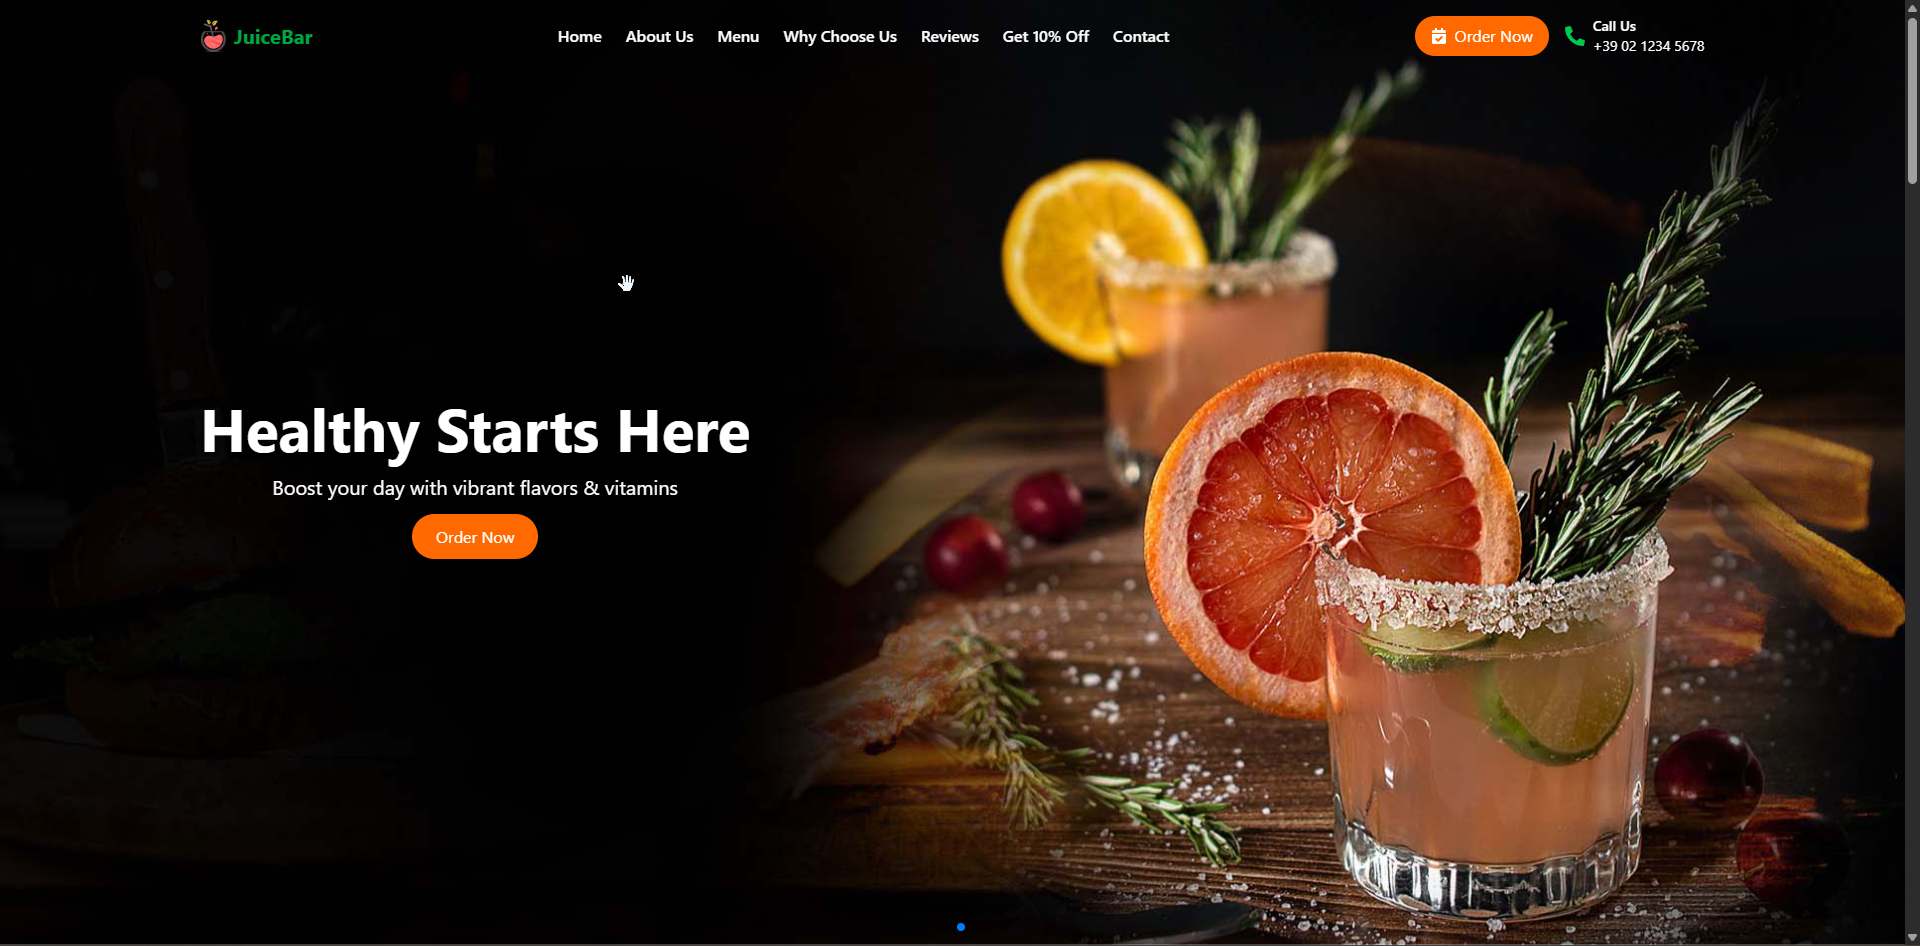 JuiceBar
Home About Us Menu Why Choose Us Reviews Get 10% Off Contact
Order Now
Call Us
+39 02 1234 5678
Healthy Starts Here
Boost your day with vibrant flavors & vitamins
Order Now